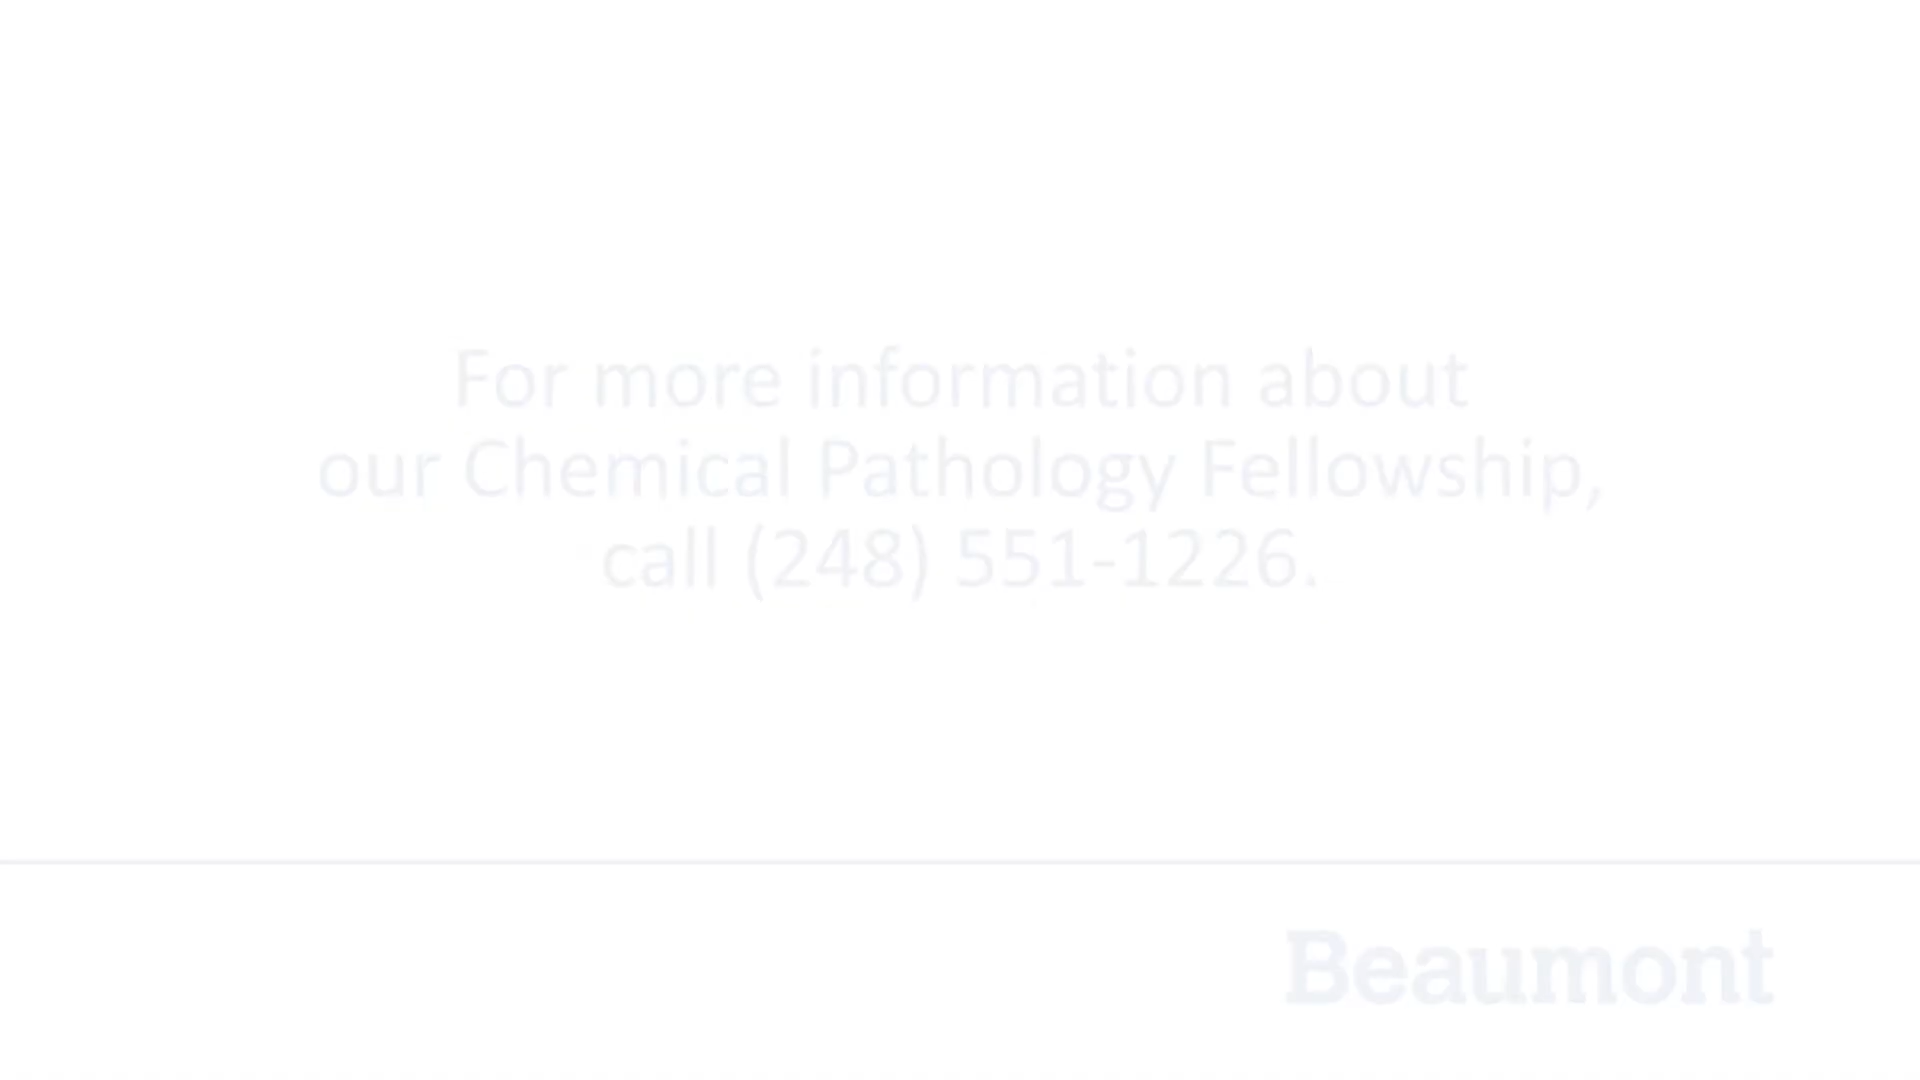 For more information about
our Chemical Pathology Fellowship,
call (248) 551-1226.
Beaumont